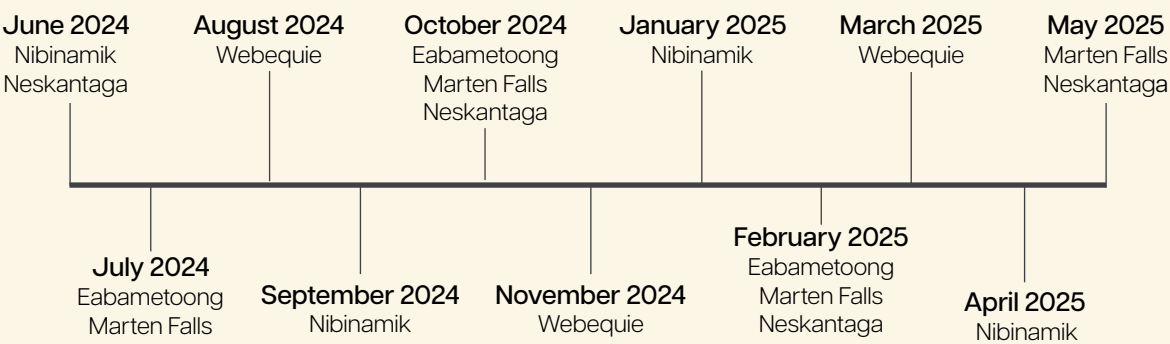 June 2024
Nibinamik
Neskantaga
August 2024
Webequie
October 2024
Eabametoong
Marten Falls
Neskantaga
January 2025
Nibinamik
March 2025
Webequie
May 2025
Marten Falls
Neskantaga
July 2024
Eabametoong
Marten Falls
September 2024
Nibinamik
November 2024
Webequie
February 2025
Eabametoong
Marten Falls
Neskantaga
April 2025
Nibinamik